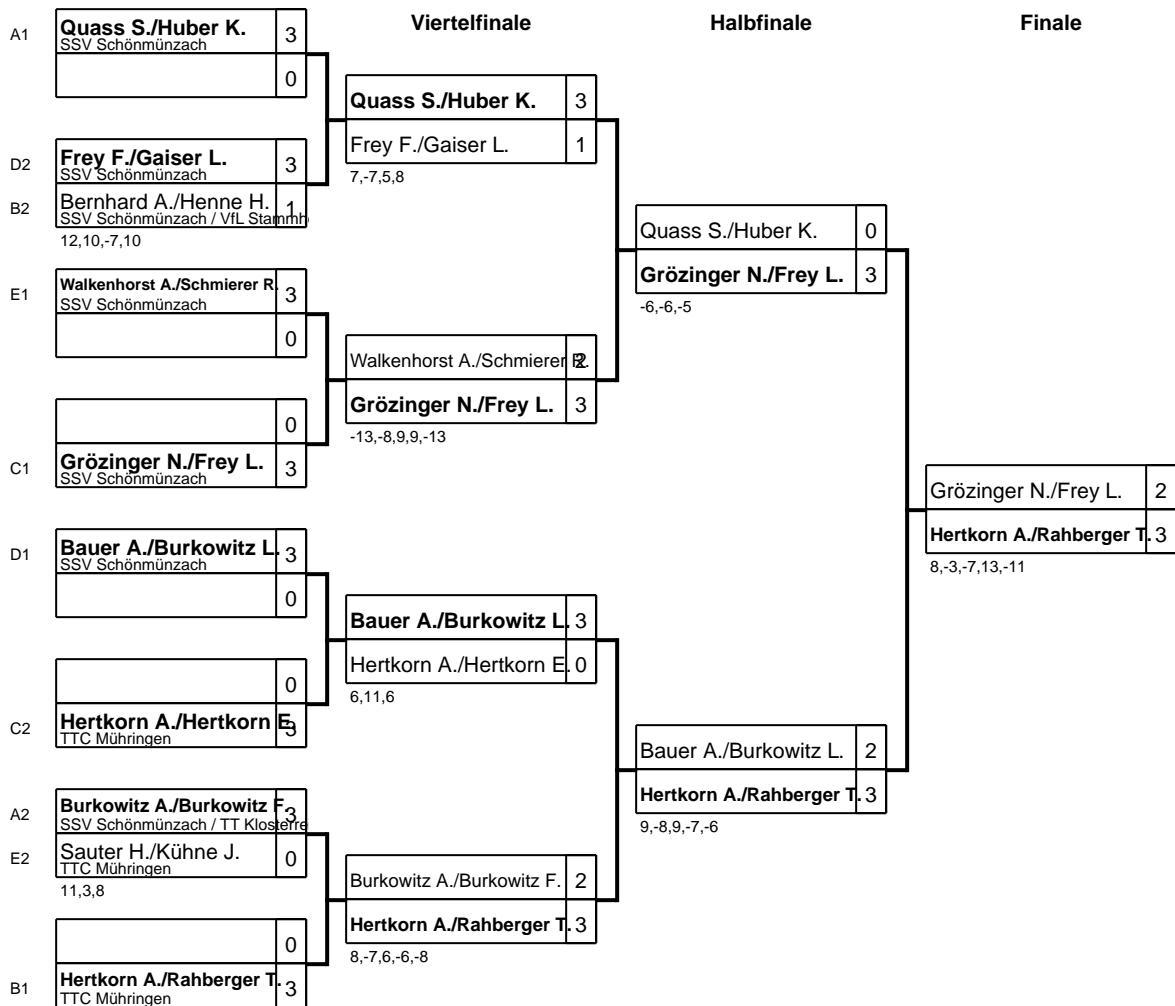 Viertelfinale
Halbfinale
Finale
A1
Quass S./Huber K. 3
SSV Schönmünzach
0
D2
Frey F./Gaiser L. 3
SSV Schönmünzach
B2
Bernhard A./Henne H. 1
SSV Schönmünzach / VfL Stammh
12,10,-7,10
E1
Walkenhorst A./Schmierer R. 3
SSV Schönmünzach
0
0
C1
Grözinger N./Frey L. 3
SSV Schönmünzach
D1
Bauer A./Burkowitz L. 3
SSV Schönmünzach
0
0
C2
Hertkorn A./Hertkorn E. 3
TTC Mühringen
A2
Burkowitz A./Burkowitz F. 3
SSV Schönmünzach / TT Klosterre
E2
Sauter H./Kühne J. 0
TTC Mühringen
11,3,8
0
B1
Hertkorn A./Rahberger T. 3
TTC Mühringen
Quass S./Huber K. 3
Frey F./Gaiser L. 1
7,-7,5,8
Walkenhorst A./Schmierer R. 2
Grözinger N./Frey L. 3
-13,-8,9,9,-13
Bauer A./Burkowitz L. 3
Hertkorn A./Hertkorn E. 0
6,11,6
Burkowitz A./Burkowitz F. 2
Hertkorn A./Rahberger T. 3
8,-7,6,-6,-8
Quass S./Huber K. 0
Grözinger N./Frey L. 3
-6,-6,-5
Bauer A./Burkowitz L. 2
Hertkorn A./Rahberger T. 3
9,-8,9,-7,-6
Grözinger N./Frey L. 2
Hertkorn A./Rahberger T. 3
8,-3,-7,13,-11